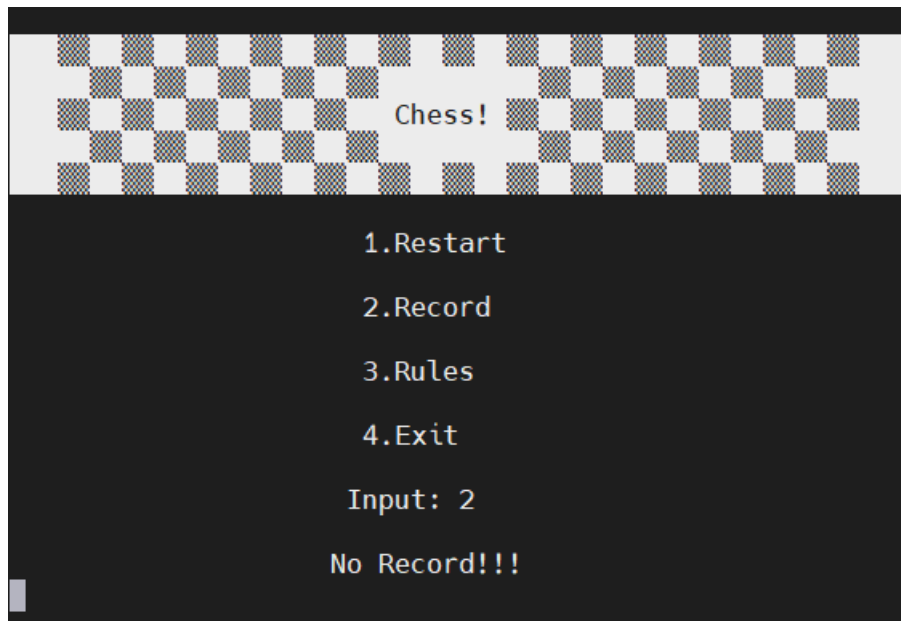 Chess!
1.Restart
2.Record
3.Rules
4.Exit
Input: 2
No Record!!!